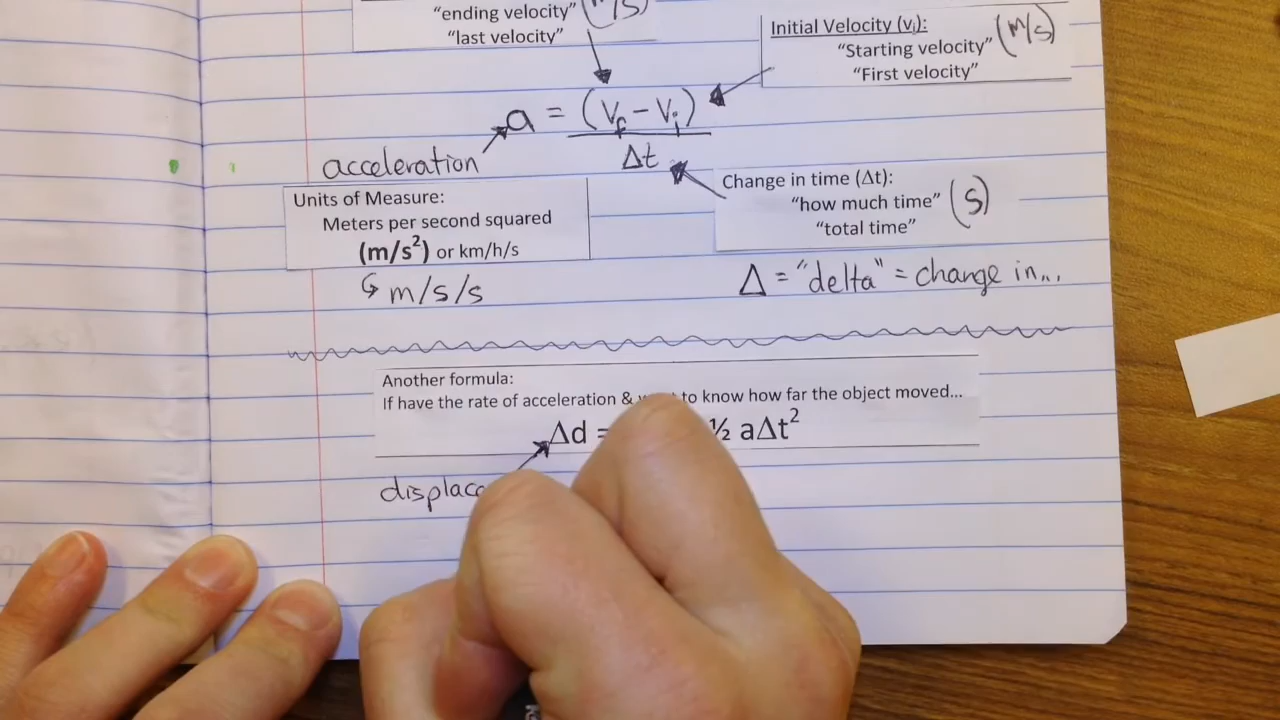 "ending velocity" (m/s)
"last velocity"
Initial Velocity (vᵢ):
"Starting velocity" (m/s)
"First velocity"
a = (Vf - Vi)
Δt
acceleration
Units of Measure:
Meters per second squared
(m/s²) or km/h/s
m/s/s
Change in time (Δt):
"how much time" (s)
"total time"
Δ = "delta" = change in...
Another formula:
If have the rate of acceleration & to know how far the object moved...
Δd = ½ aΔt²
displac